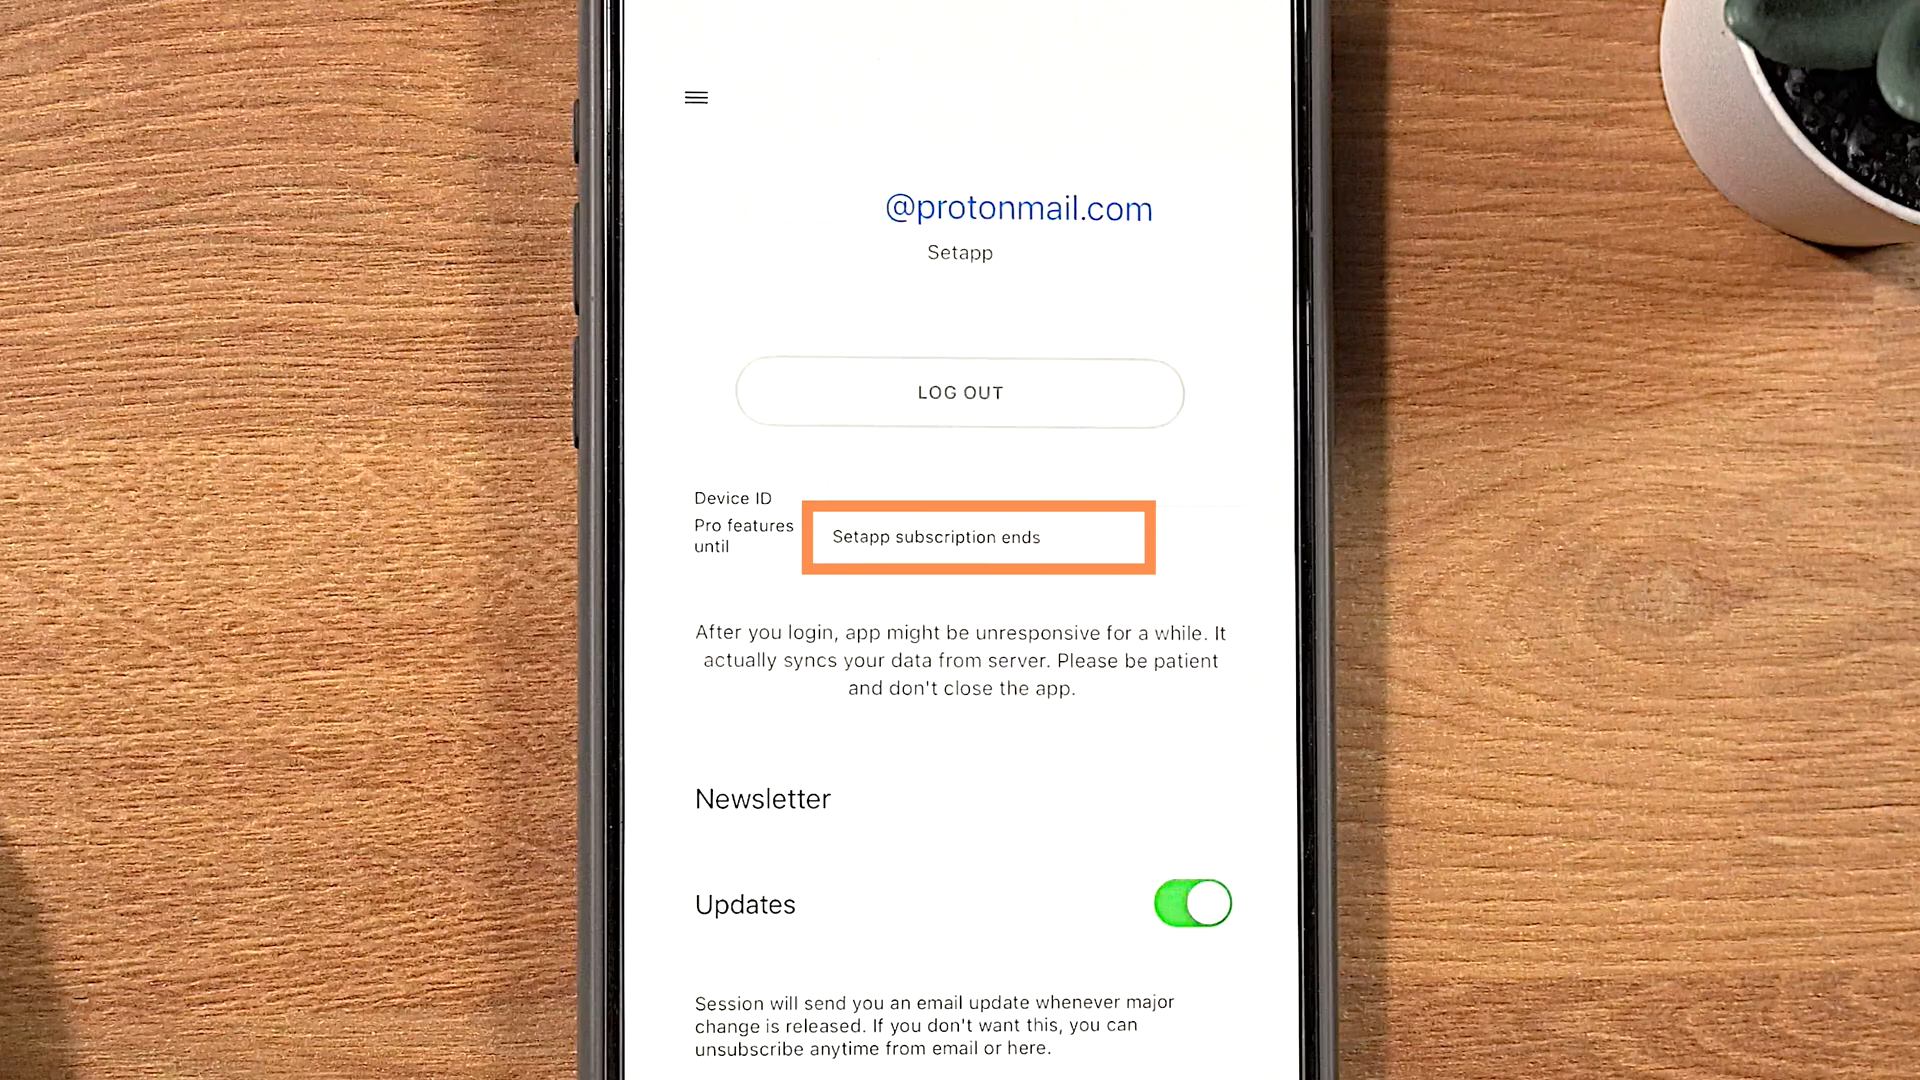 @protonmail.com
Setapp
LOG OUT
Device ID
Pro features
until
Setapp subscription ends
After you login, app might be unresponsive for a while. It
actually syncs your data from server. Please be patient
and don't close the app.
Newsletter
Updates
Session will send you an email update whenever major
change is released. If you don't want this, you can
unsubscribe anytime from email or here.